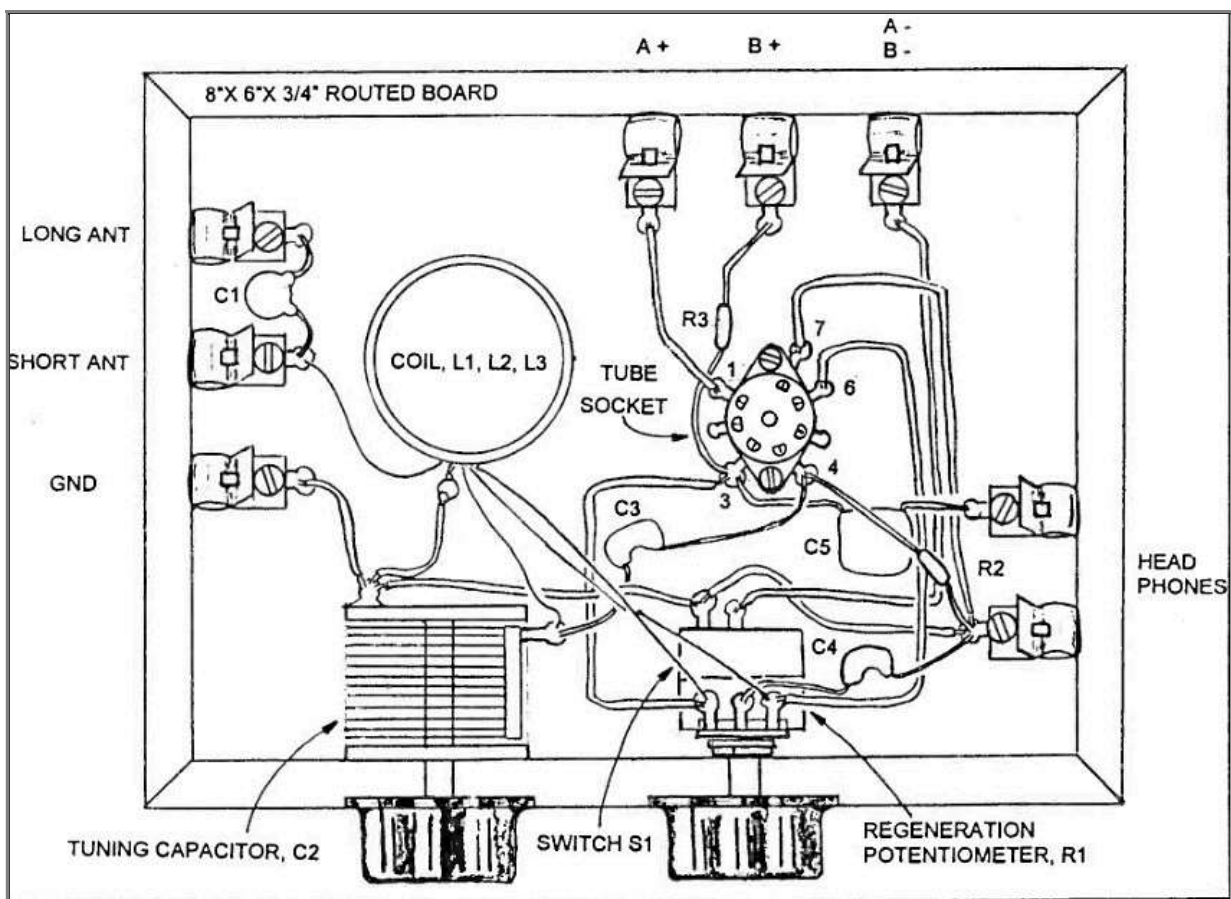 A +
B +
A -
B -
8"X 6"X 3/4" ROUTED BOARD
LONG ANT
C1
SHORT ANT
COIL, L1, L2, L3
R3
7
1
6
TUBE
SOCKET
GND
3
4
C3
C5
R2
HEAD
PHONES
C4
TUNING CAPACITOR, C2
SWITCH S1
REGENERATION
POTENTIOMETER, R1